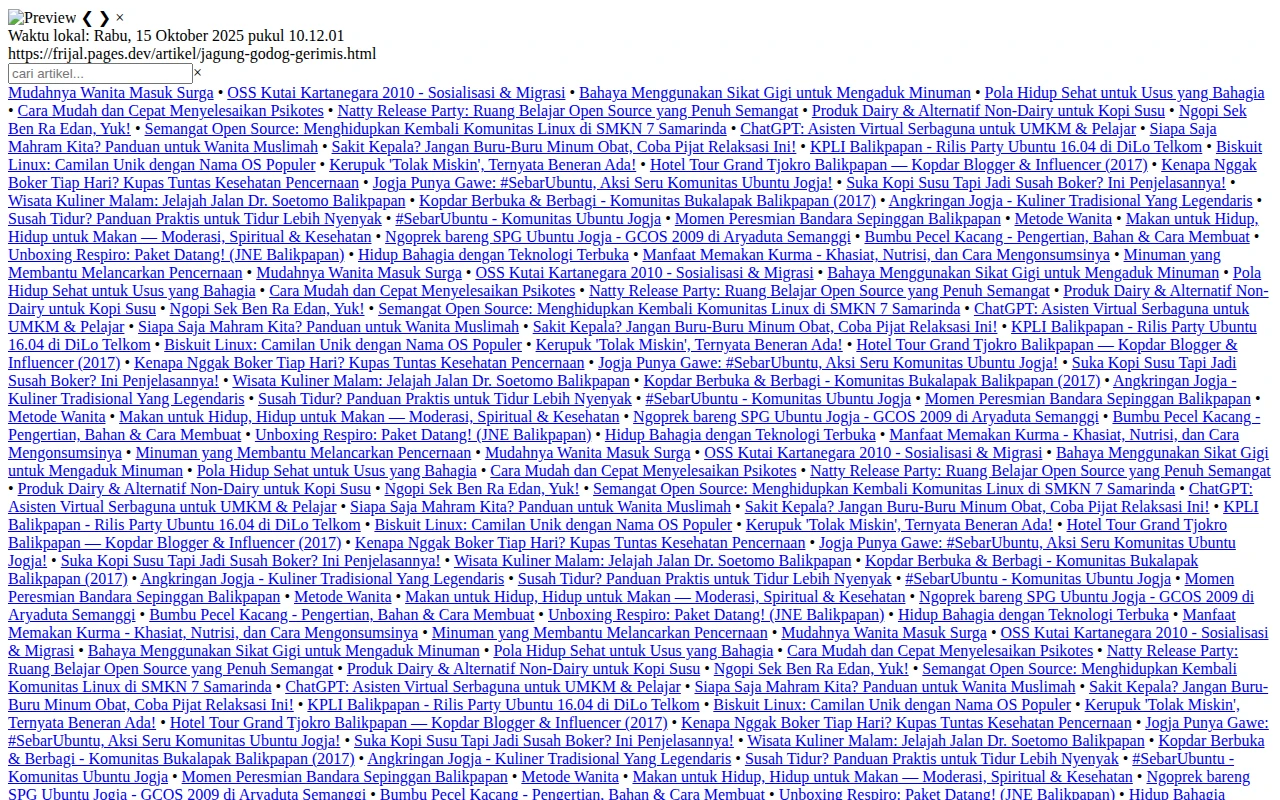 Preview ❮ ❯ ×
Waktu lokal: Rabu, 15 Oktober 2025 pukul 10.12.01
https://frijal.pages.dev/artikel/jagung-godog-gerimis.html
cari artikel... ×
Mudahnya Wanita Masuk Surga • OSS Kutai Kartanegara 2010 - Sosialisasi & Migrasi • Bahaya Menggunakan Sikat Gigi untuk Mengaduk Minuman • Pola Hidup Sehat untuk Usus yang Bahagia
• Cara Mudah dan Cepat Menyelesaikan Psikotes • Natty Release Party: Ruang Belajar Open Source yang Penuh Semangat • Produk Dairy & Alternatif Non-Dairy untuk Kopi Susu • Ngopi Sek
Ben Ra Edan, Yuk! • Semangat Open Source: Menghidupkan Kembali Komunitas Linux di SMKN 7 Samarinda • ChatGPT: Asisten Virtual Serbaguna untuk UMKM & Pelajar • Siapa Saja
Mahram Kita? Panduan untuk Wanita Muslimah • Sakit Kepala? Jangan Buru-Buru Minum Obat, Coba Pijat Relaksasi Ini! • KPLI Balikpapan - Rilis Party Ubuntu 16.04 di DiLo Telkom • Biskuit
Linux: Camilan Unik dengan Nama OS Populer • Kerupuk 'Tolak Miskin', Ternyata Beneran Ada! • Hotel Tour Grand Tjokro Balikpapan — Kopdar Blogger & Influencer (2017) • Kenapa Nggak
Boker Tiap Hari? Kupas Tuntas Kesehatan Pencernaan • Jogja Punya Gawe: #SebarUbuntu, Aksi Seru Komunitas Ubuntu Jogja! • Suka Kopi Susu Tapi Jadi Susah Boker? Ini Penjelasannya! •
Wisata Kuliner Malam: Jelajah Jalan Dr. Soetomo Balikpapan • Kopdar Berbuka & Berbagi - Komunitas Bukalapak Balikpapan (2017) • Angkringan Jogja - Kuliner Tradisional Yang Legendaris •
Susah Tidur? Panduan Praktis untuk Tidur Lebih Nyenyak • #SebarUbuntu - Komunitas Ubuntu Jogja • Momen Peresmian Bandara Sepinggan Balikpapan • Metode Wanita • Makan untuk Hidup,
Hidup untuk Makan — Moderasi, Spiritual & Kesehatan • Ngoprek bareng SPG Ubuntu Jogja - GCOS 2009 di Aryaduta Semanggi • Bumbu Pecel Kacang - Pengertian, Bahan & Cara Membuat •
Unboxing Respiro: Paket Datang! (JNE Balikpapan) • Hidup Bahagia dengan Teknologi Terbuka • Manfaat Memakan Kurma - Khasiat, Nutrisi, dan Cara Mengonsumsinya • Minuman yang
Membantu Melancarkan Pencernaan • Mudahnya Wanita Masuk Surga • OSS Kutai Kartanegara 2010 - Sosialisasi & Migrasi • Bahaya Menggunakan Sikat Gigi untuk Mengaduk Minuman • Pola
Hidup Sehat untuk Usus yang Bahagia • Cara Mudah dan Cepat Menyelesaikan Psikotes • Natty Release Party: Ruang Belajar Open Source yang Penuh Semangat • Produk Dairy & Alternatif Non-
Dairy untuk Kopi Susu • Ngopi Sek Ben Ra Edan, Yuk! • Semangat Open Source: Menghidupkan Kembali Komunitas Linux di SMKN 7 Samarinda • ChatGPT: Asisten Virtual Serbaguna untuk
UMKM & Pelajar • Siapa Saja Mahram Kita? Panduan untuk Wanita Muslimah • Sakit Kepala? Jangan Buru-Buru Minum Obat, Coba Pijat Relaksasi Ini! • KPLI Balikpapan - Rilis Party Ubuntu
16.04 di DiLo Telkom • Biskuit Linux: Camilan Unik dengan Nama OS Populer • Kerupuk 'Tolak Miskin', Ternyata Beneran Ada! • Hotel Tour Grand Tjokro Balikpapan — Kopdar Blogger &
Influencer (2017) • Kenapa Nggak Boker Tiap Hari? Kupas Tuntas Kesehatan Pencernaan • Jogja Punya Gawe: #SebarUbuntu, Aksi Seru Komunitas Ubuntu Jogja! • Suka Kopi Susu Tapi Jadi
Susah Boker? Ini Penjelasannya! • Wisata Kuliner Malam: Jelajah Jalan Dr. Soetomo Balikpapan • Kopdar Berbuka & Berbagi - Komunitas Bukalapak Balikpapan (2017) • Angkringan Jogja -
Kuliner Tradisional Yang Legendaris • Susah Tidur? Panduan Praktis untuk Tidur Lebih Nyenyak • #SebarUbuntu - Komunitas Ubuntu Jogja • Momen Peresmian Bandara Sepinggan Balikpapan •
Metode Wanita • Makan untuk Hidup, Hidup untuk Makan — Moderasi, Spiritual & Kesehatan • Ngoprek bareng SPG Ubuntu Jogja - GCOS 2009 di Aryaduta Semanggi • Bumbu Pecel Kacang -
Pengertian, Bahan & Cara Membuat • Unboxing Respiro: Paket Datang! (JNE Balikpapan) • Hidup Bahagia dengan Teknologi Terbuka • Manfaat Memakan Kurma - Khasiat, Nutrisi, dan Cara
Mengonsumsinya • Minuman yang Membantu Melancarkan Pencernaan • Mudahnya Wanita Masuk Surga • OSS Kutai Kartanegara 2010 - Sosialisasi & Migrasi • Bahaya Menggunakan Sikat Gigi
untuk Mengaduk Minuman • Pola Hidup Sehat untuk Usus yang Bahagia • Cara Mudah dan Cepat Menyelesaikan Psikotes • Natty Release Party: Ruang Belajar Open Source yang Penuh Semangat
• Produk Dairy & Alternatif Non-Dairy untuk Kopi Susu • Ngopi Sek Ben Ra Edan, Yuk! • Semangat Open Source: Menghidupkan Kembali Komunitas Linux di SMKN 7 Samarinda • ChatGPT:
Asisten Virtual Serbaguna untuk UMKM & Pelajar • Siapa Saja Mahram Kita? Panduan untuk Wanita Muslimah • Sakit Kepala? Jangan Buru-Buru Minum Obat, Coba Pijat Relaksasi Ini! • KPLI
Balikpapan - Rilis Party Ubuntu 16.04 di DiLo Telkom • Biskuit Linux: Camilan Unik dengan Nama OS Populer • Kerupuk 'Tolak Miskin', Ternyata Beneran Ada! • Hotel Tour Grand Tjokro
Balikpapan — Kopdar Blogger & Influencer (2017) • Kenapa Nggak Boker Tiap Hari? Kupas Tuntas Kesehatan Pencernaan • Jogja Punya Gawe: #SebarUbuntu, Aksi Seru Komunitas Ubuntu
Jogja! • Suka Kopi Susu Tapi Jadi Susah Boker? Ini Penjelasannya! • Wisata Kuliner Malam: Jelajah Jalan Dr. Soetomo Balikpapan • Kopdar Berbuka & Berbagi - Komunitas Bukalapak
Balikpapan (2017) • Angkringan Jogja - Kuliner Tradisional Yang Legendaris • Susah Tidur? Panduan Praktis untuk Tidur Lebih Nyenyak • #SebarUbuntu - Komunitas Ubuntu Jogja • Momen
Peresmian Bandara Sepinggan Balikpapan • Metode Wanita • Makan untuk Hidup, Hidup untuk Makan — Moderasi, Spiritual & Kesehatan • Ngoprek bareng SPG Ubuntu Jogja - GCOS 2009 di
Aryaduta Semanggi • Bumbu Pecel Kacang - Pengertian, Bahan & Cara Membuat • Unboxing Respiro: Paket Datang! (JNE Balikpapan) • Hidup Bahagia dengan Teknologi Terbuka • Manfaat
Memakan Kurma - Khasiat, Nutrisi, dan Cara Mengonsumsinya • Minuman yang Membantu Melancarkan Pencernaan • Mudahnya Wanita Masuk Surga • OSS Kutai Kartanegara 2010 - Sosialisasi
& Migrasi • Bahaya Menggunakan Sikat Gigi untuk Mengaduk Minuman • Pola Hidup Sehat untuk Usus yang Bahagia • Cara Mudah dan Cepat Menyelesaikan Psikotes • Natty Release Party:
Ruang Belajar Open Source yang Penuh Semangat • Produk Dairy & Alternatif Non-Dairy untuk Kopi Susu • Ngopi Sek Ben Ra Edan, Yuk! • Semangat Open Source: Menghidupkan Kembali
Komunitas Linux di SMKN 7 Samarinda • ChatGPT: Asisten Virtual Serbaguna untuk UMKM & Pelajar • Siapa Saja Mahram Kita? Panduan untuk Wanita Muslimah • Sakit Kepala? Jangan Buru-
Buru Minum Obat, Coba Pijat Relaksasi Ini! • KPLI Balikpapan - Rilis Party Ubuntu 16.04 di DiLo Telkom • Biskuit Linux: Camilan Unik dengan Nama OS Populer • Kerupuk 'Tolak Miskin',
Ternyata Beneran Ada! • Hotel Tour Grand Tjokro Balikpapan — Kopdar Blogger & Influencer (2017) • Kenapa Nggak Boker Tiap Hari? Kupas Tuntas Kesehatan Pencernaan • Jogja Punya Gawe:
#SebarUbuntu, Aksi Seru Komunitas Ubuntu Jogja! • Suka Kopi Susu Tapi Jadi Susah Boker? Ini Penjelasannya! • Wisata Kuliner Malam: Jelajah Jalan Dr. Soetomo Balikpapan • Kopdar Berbuka
& Berbagi - Komunitas Bukalapak Balikpapan (2017) • Angkringan Jogja - Kuliner Tradisional Yang Legendaris • Susah Tidur? Panduan Praktis untuk Tidur Lebih Nyenyak • #SebarUbuntu -
Komunitas Ubuntu Jogja • Momen Peresmian Bandara Sepinggan Balikpapan • Metode Wanita • Makan untuk Hidup, Hidup untuk Makan — Moderasi, Spiritual & Kesehatan • Ngoprek bareng
SPG Ubuntu Jogja - GCOS 2009 di Aryaduta Semanggi • Bumbu Pecel Kacang - Pengertian, Bahan & Cara Membuat • Unboxing Respiro: Paket Datang! (JNE Balikpapan) • Hidup Bahagia